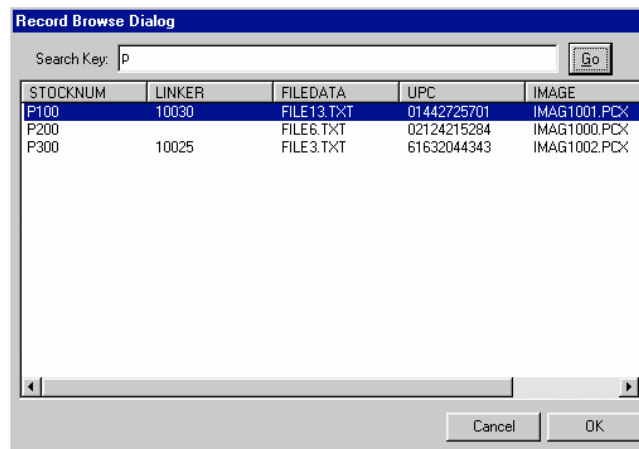 Record Browse Dialog
Search Key: p Go
STOCKNUM LINKER FILEDATA UPC IMAGE
P100 10030 FILE13.TXT 01442725701 IMAG1001.PCX
P200 FILE6.TXT 02124215284 IMAG1000.PCX
P300 10025 FILE3.TXT 61632044343 IMAG1002.PCX
Cancel OK